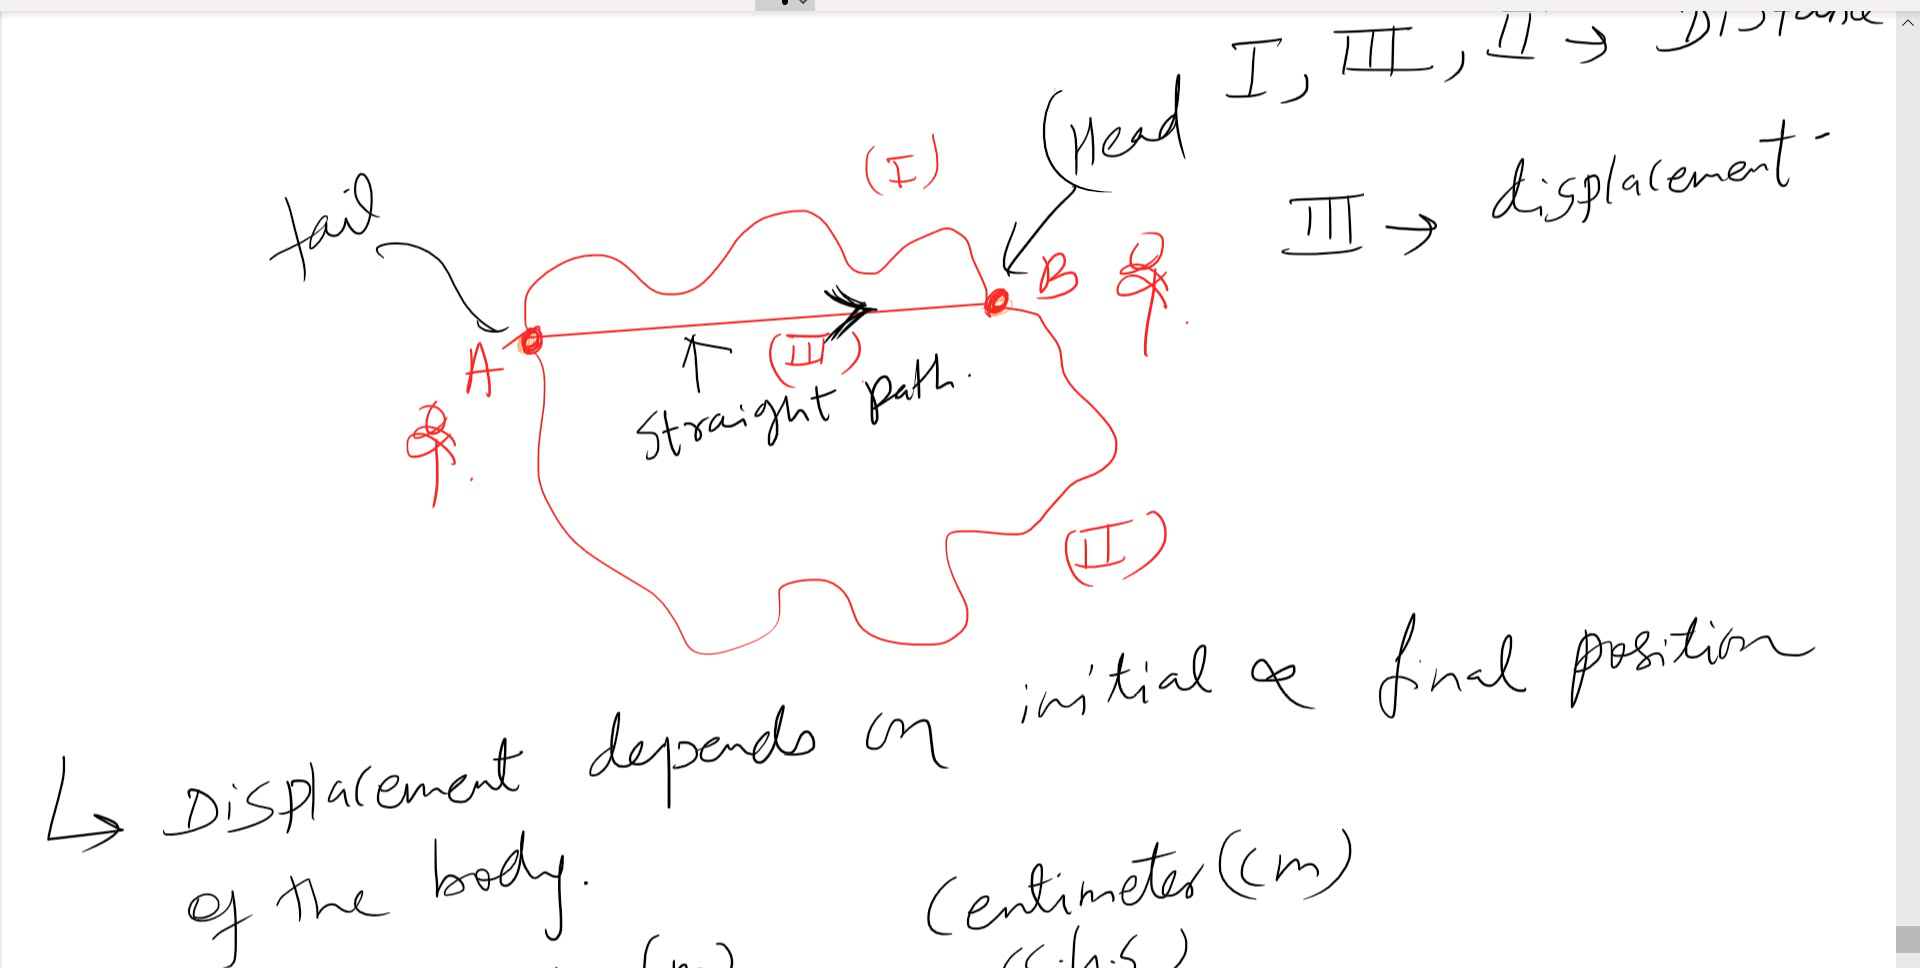 I, III, II → Distance
(Head
(I)
tail
displacement -
III →
B
A
(III)
straight path.
(II)
↳ Displacement depends on initial & final position
of the body.
Centimeter (cm)
(m)
(C.G.S)